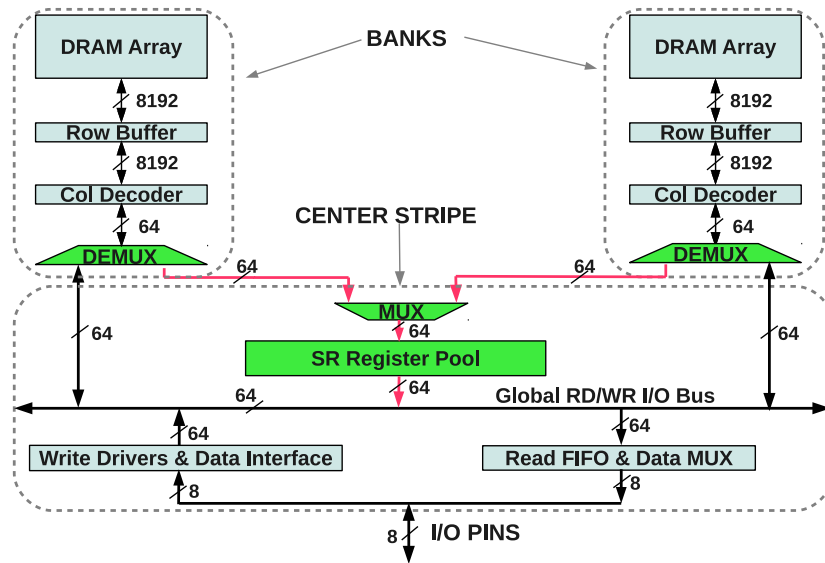 DRAM Array
BANKS
DRAM Array
8192
8192
Row Buffer
Row Buffer
8192
8192
Col Decoder
Col Decoder
64
64
CENTER STRIPE
DEMUX
DEMUX
64
64
MUX
64
64
64
SR Register Pool
64
64
Global RD/WR I/O Bus
64
64
Write Drivers & Data Interface
Read FIFO & Data MUX
8
8
8
I/O PINS